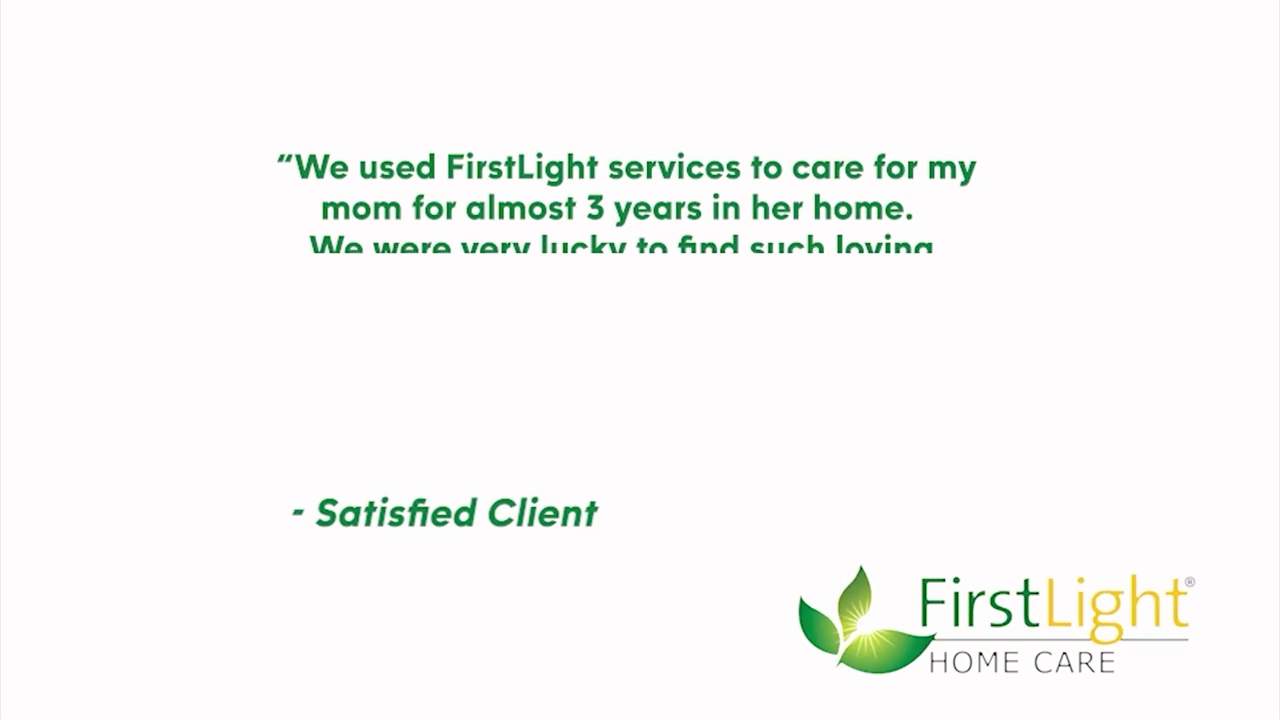 “We used FirstLight services to care for my
mom for almost 3 years in her home.
We were very lucky to find such loving
- Satisfied Client
FirstLight®
HOME CARE